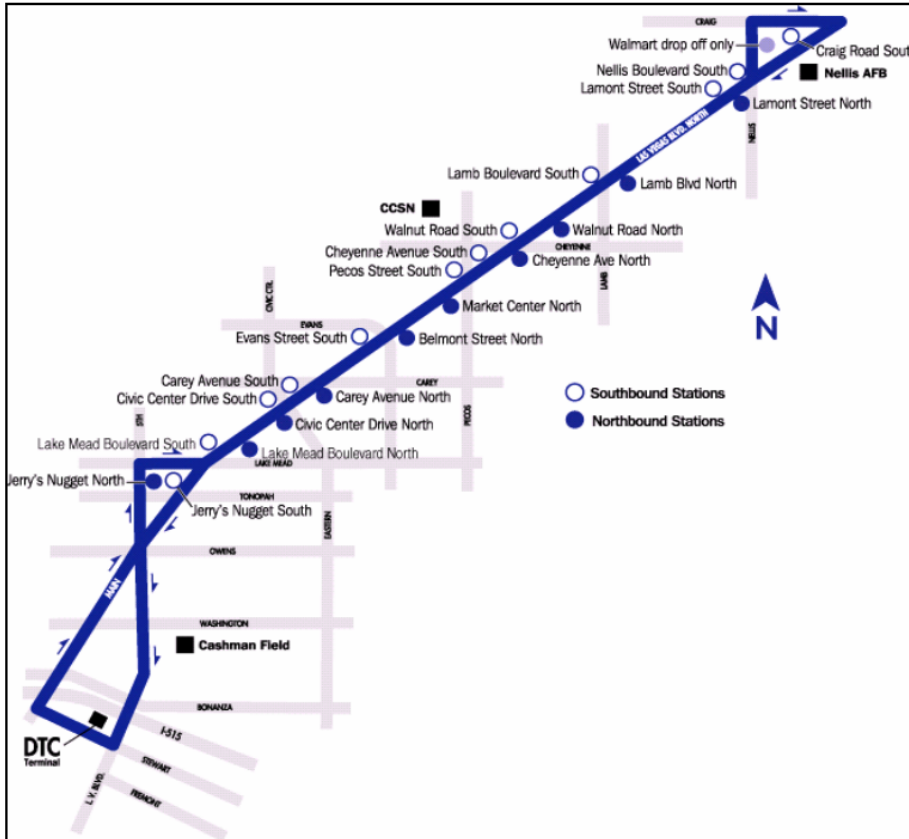 CRAIG
Walmart drop off only
Craig Road Sout
Nellis Boulevard South
Nellis AFB
Lamont Street South
Lamont Street North
NELLIS
LAS VEGAS BLVD. NORTH
Lamb Boulevard South
Lamb Blvd North
CCSN
Walnut Road South
Walnut Road North
Cheyenne Avenue South
CHEYENNE
Cheyenne Ave North
Pecos Street South
LAMB
CIVIC CTR.
Market Center North
N
EVANS
Evans Street South
Belmont Street North
Carey Avenue South
CAREY
Civic Center Drive South
Carey Avenue North
Southbound Stations
PECOS
Civic Center Drive North
Northbound Stations
5TH
Lake Mead Boulevard South
Lake Mead Boulevard North
LAKE MEAD
Jerry's Nugget North
TONOPAH
Jerry's Nugget South
EASTERN
OWENS
MAIN
WASHINGTON
Cashman Field
BONANZA
DTC
Terminal
I-515
STEWART
L.V. BLVD.
FREMONT